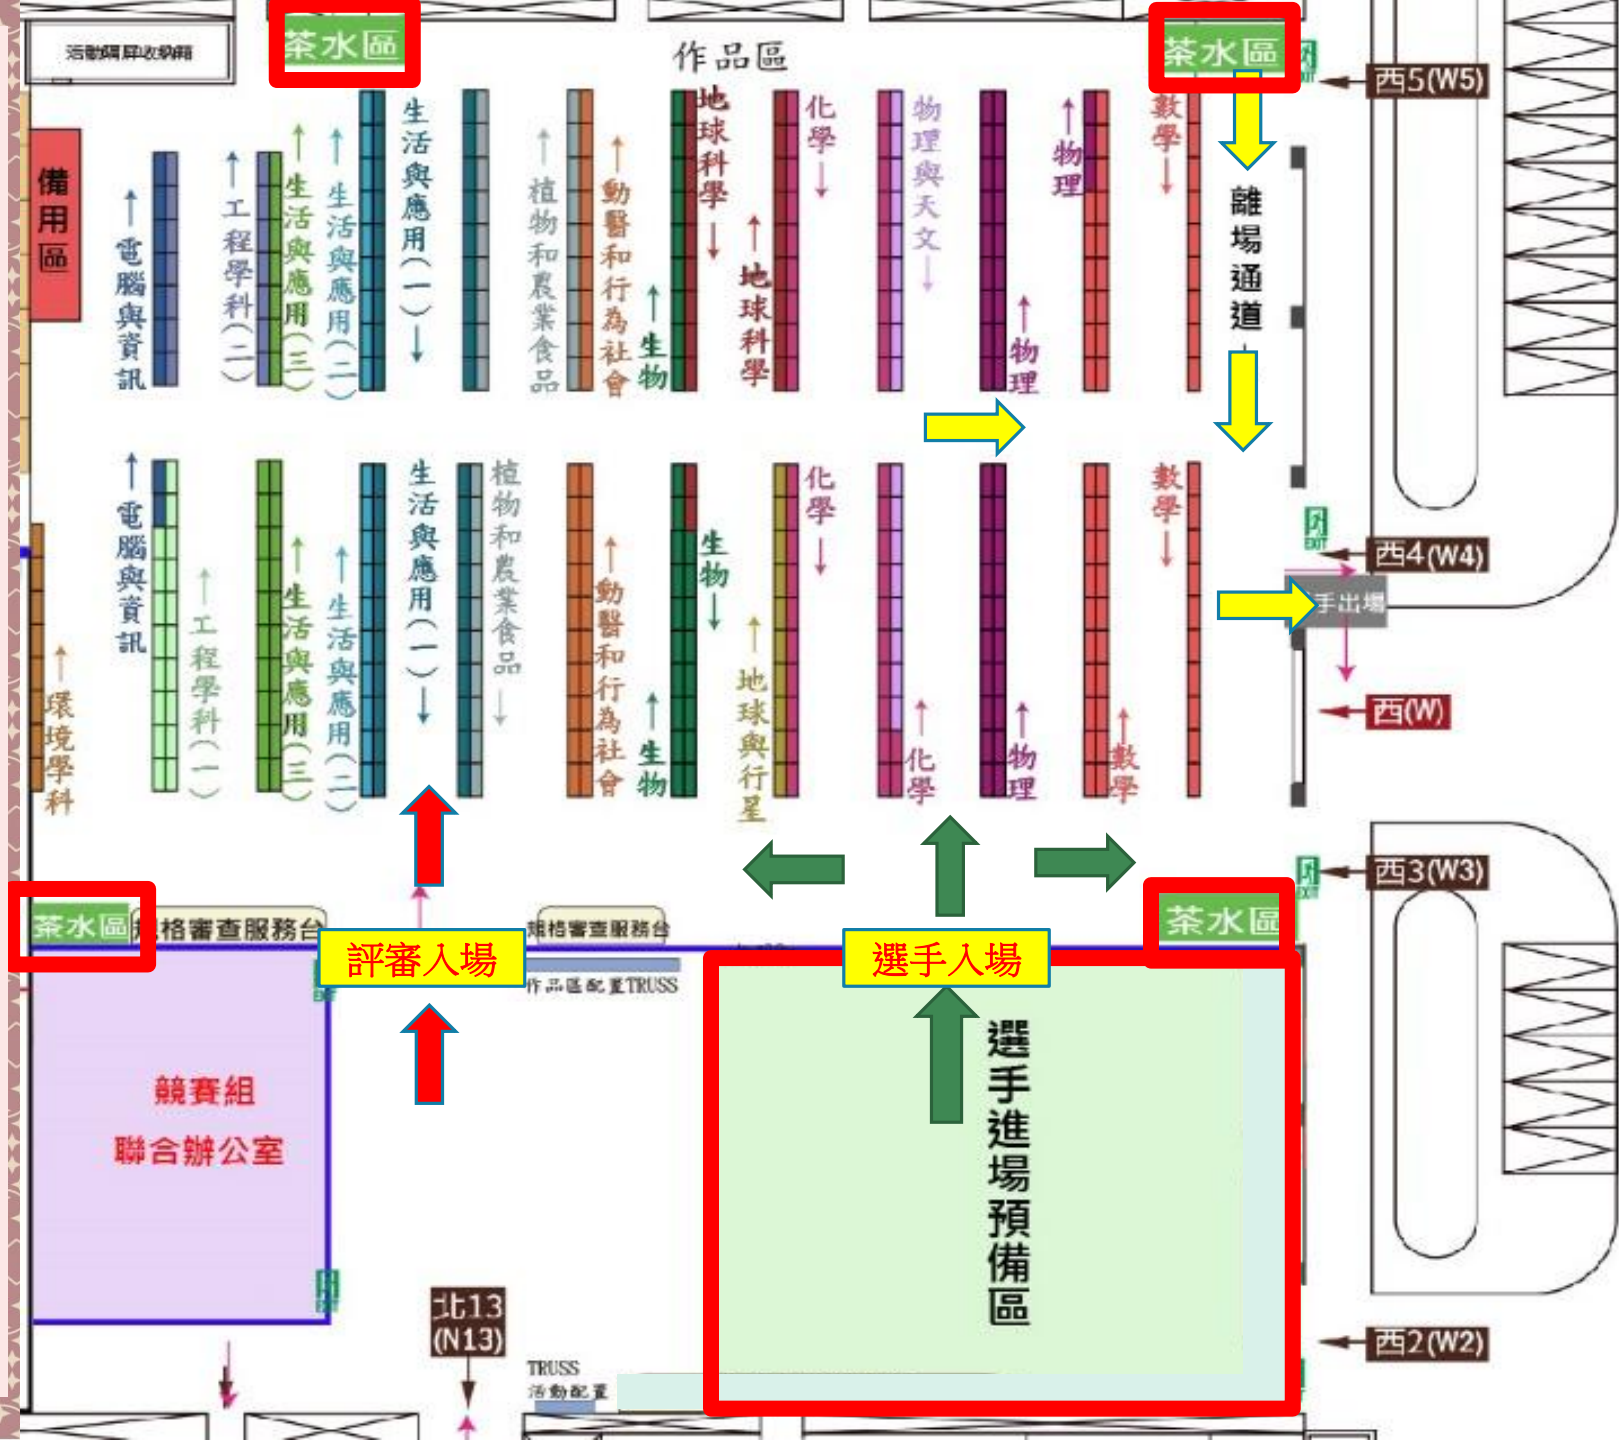 茶水區
茶水區
活動隔屏收納箱
作品區
西5(W5)
備用區
↑電腦與資訊
↑工程學科(二)
↑生活與應用(三)
↑生活與應用(二)
生活與應用(一)↓
↑植物和農業食品
↑動醫和行為社會
↑生物
地球科學↓
↑地球科學
化學↓
物理與天文↓
↑物理
↑物理
數學↓
離場通道
↑電腦與資訊
↑工程學科(一)
↑生活與應用(三)
↑生活與應用(二)
生活與應用(一)↓
植物和農業食品↓
↑動醫和行為社會
↑生物
生物↓
↑地球與行星
化學↓
↑化學
↑物理
↑數學
數學↓
EXIT
西4(W4)
手出場
西(W)
↑環境學科
西3(W3)
茶水區
格審查服務台
規格審查服務台
茶水區
評審入場
選手入場
作品區配置TRUSS
選手進場預備區
競賽組
聯合辦公室
北13
(N13)
西2(W2)
TRUSS
活動配置